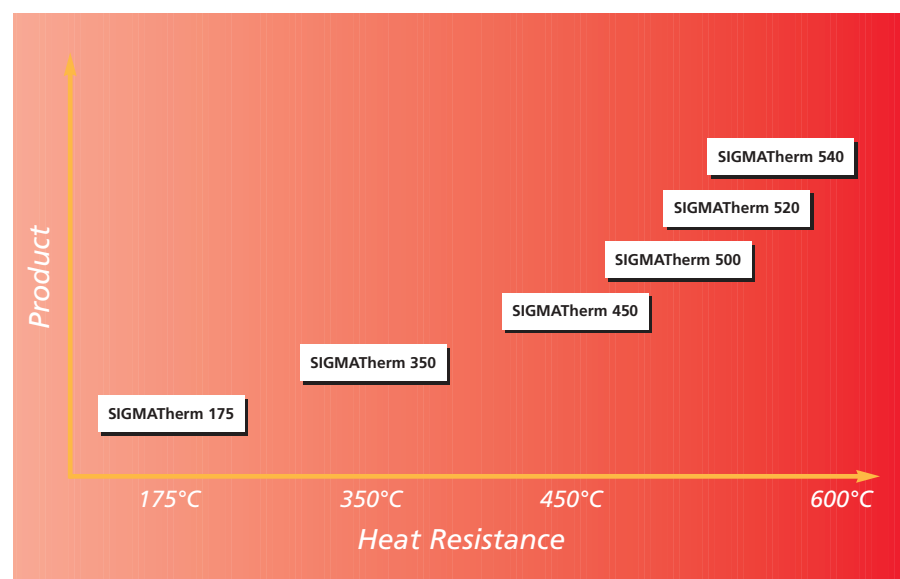 SIGMATherm 540
SIGMATherm 520
SIGMATherm 500
SIGMATherm 450
SIGMATherm 350
SIGMATherm 175
Product
175°C 350°C 450°C 600°C
Heat Resistance